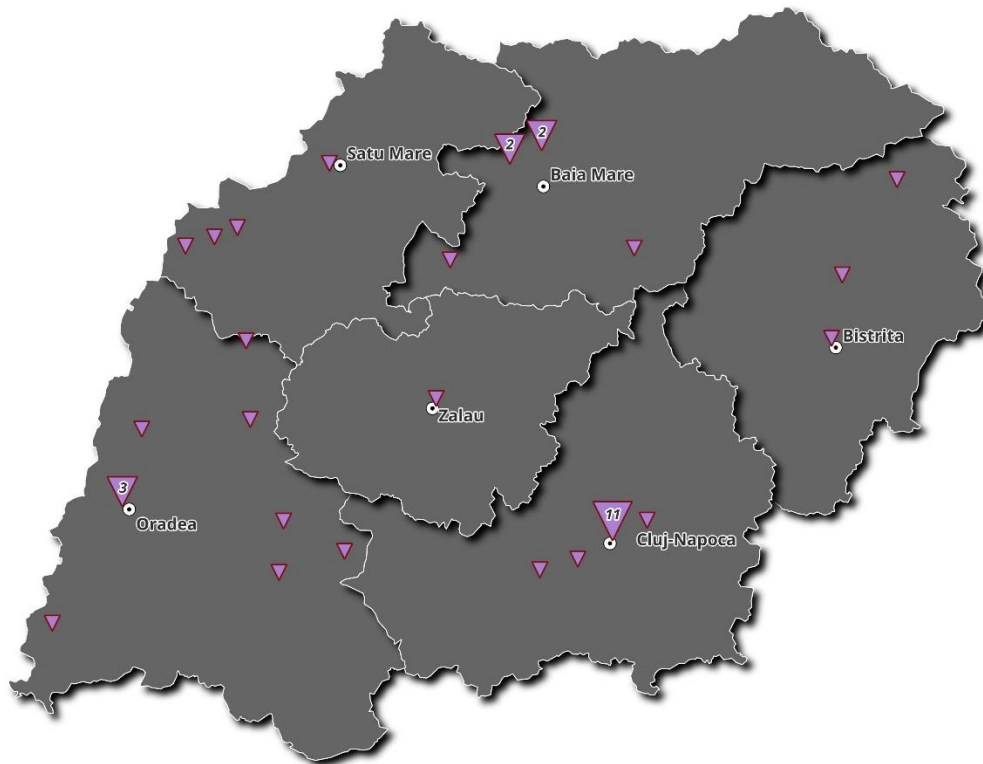 2
2
Satu Mare
Baia Mare
Bistrita
Zalau
3
Oradea
11
Cluj-Napoca